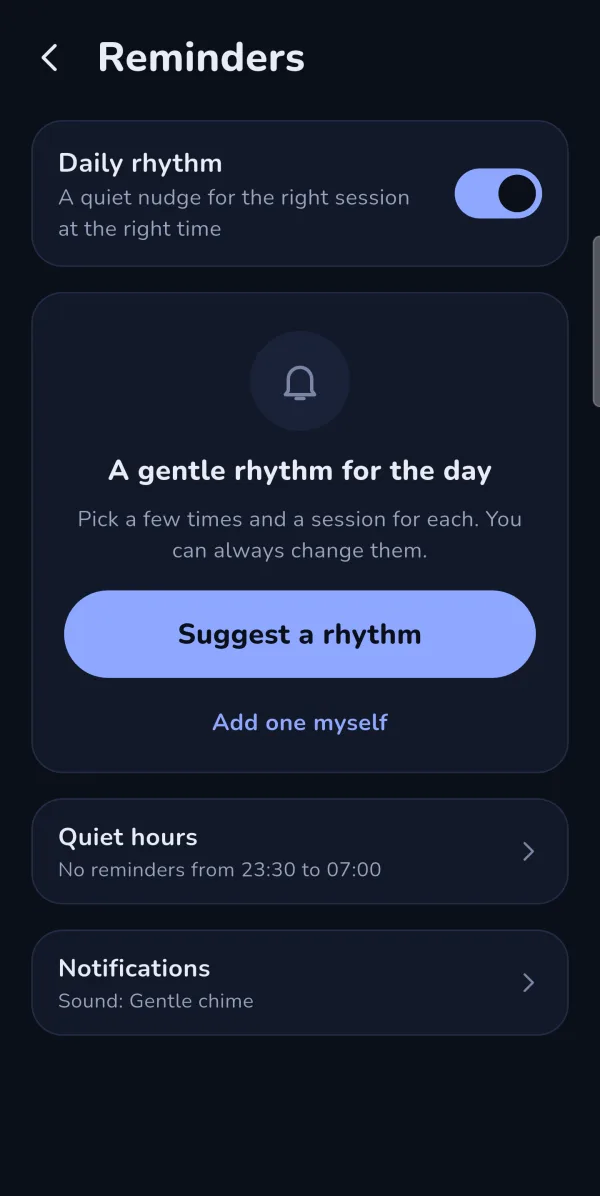 Reminders
Daily rhythm
A quiet nudge for the right session
at the right time
A gentle rhythm for the day
Pick a few times and a session for each. You
can always change them.
Suggest a rhythm
Add one myself
Quiet hours
No reminders from 23:30 to 07:00
Notifications
Sound: Gentle chime